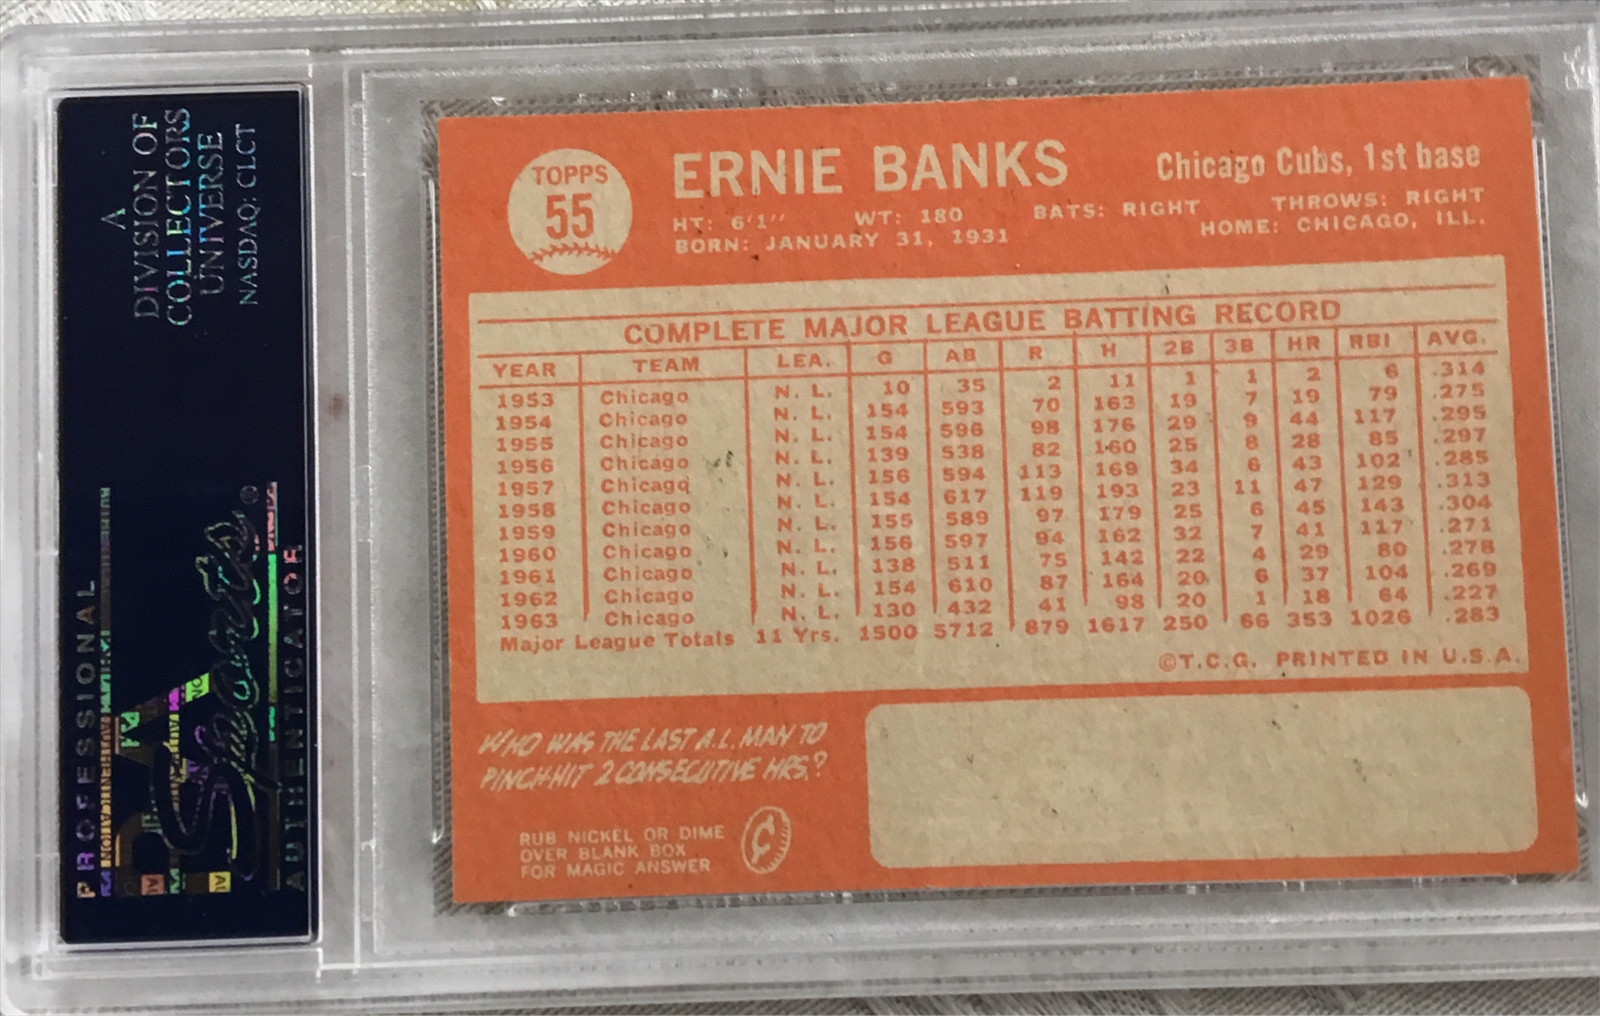 A
DIVISION OF
COLLECTORS
UNIVERSE
NASDAQ: CLCT
PROFESSIONAL
Sports
AUTHENTICATOR
TOPPS
55
ERNIE BANKS
Chicago Cubs, 1st base
HT: 6'1" WT: 180 BATS: RIGHT THROWS: RIGHT
BORN: JANUARY 31, 1931 HOME: CHICAGO, ILL.
COMPLETE MAJOR LEAGUE BATTING RECORD
YEAR TEAM LEA. G AB R H 2B 3B HR RBI AVG.
1953 Chicago N. L. 10 35 2 11 1 1 2 6 .314
1954 Chicago N. L. 154 593 70 163 19 7 19 79 .275
1955 Chicago N. L. 154 596 98 176 29 9 44 117 .295
1956 Chicago N. L. 139 538 82 160 25 8 28 85 .297
1957 Chicago N. L. 156 594 113 169 34 6 43 102 .285
1958 Chicago N. L. 154 617 119 193 23 11 47 129 .313
1959 Chicago N. L. 155 589 97 179 25 6 45 143 .304
1960 Chicago N. L. 156 597 94 162 32 7 41 117 .271
1961 Chicago N. L. 138 511 75 142 22 4 29 80 .278
1962 Chicago N. L. 154 610 87 164 20 6 37 104 .269
1963 Chicago N. L. 130 432 41 98 20 1 18 64 .227
Major League Totals 11 Yrs. 1500 5712 879 1617 250 66 353 1026 .283
©T.C.G. PRINTED IN U.S.A.
WHO WAS THE LAST A.L. MAN TO
PINCH-HIT 2 CONSECUTIVE HRS.?
RUB NICKEL OR DIME
OVER BLANK BOX
FOR MAGIC ANSWER